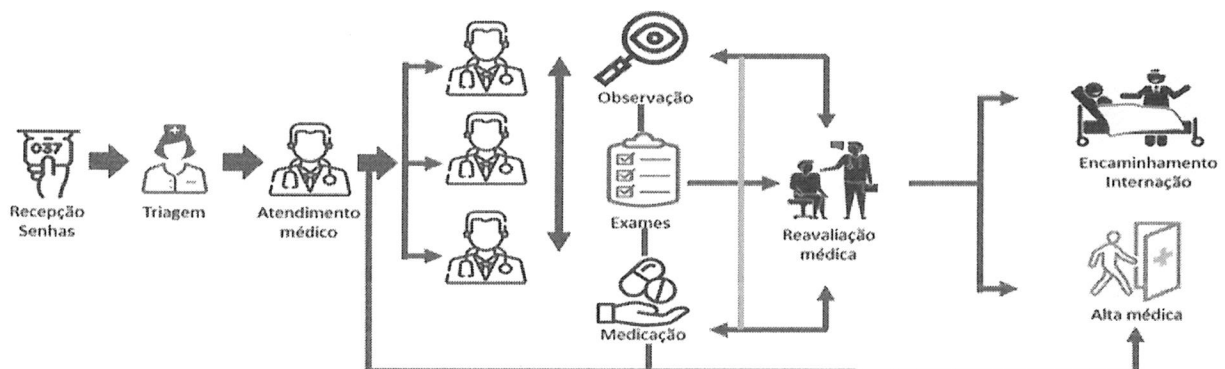 037
Recepção
Senhas
Triagem
Atendimento
médico
Observação
Exames
Medicação
Reavaliação
médica
Encaminhamento
Internação
Alta médica